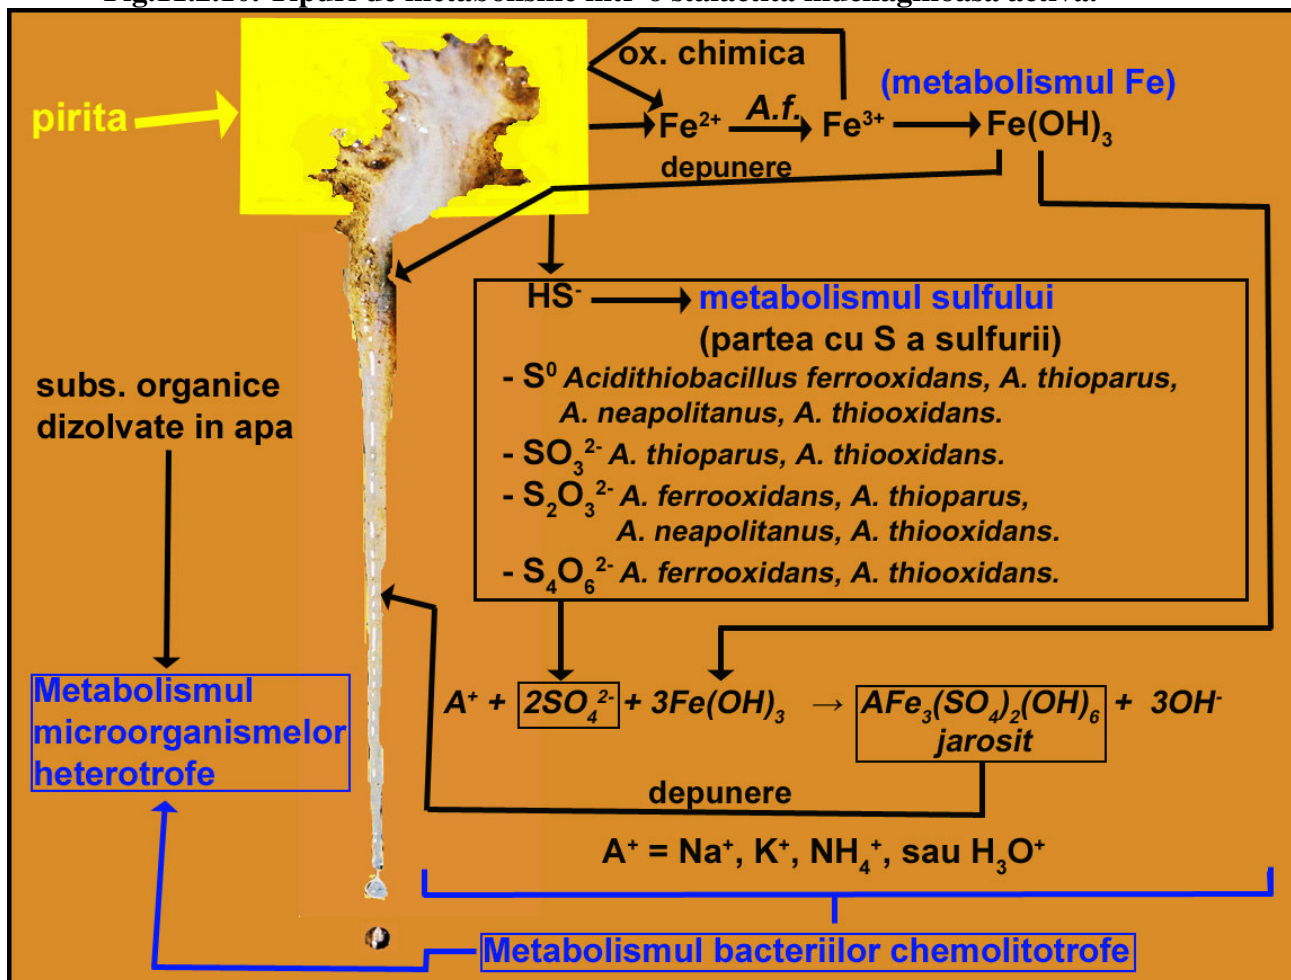 pirita
ox. chimica
(metabolismul Fe)
Fe²⁺ A.f. Fe³⁺ Fe(OH)₃
depunere
HS⁻ metabolismul sulfului
(partea cu S a sulfurii)
- S⁰ Acidithiobacillus ferrooxidans, A. thioparus,
A. neapolitanus, A. thiooxidans.
- SO₃²⁻ A. thioparus, A. thiooxidans.
- S₂O₃²⁻ A. ferrooxidans, A. thioparus,
A. neapolitanus, A. thiooxidans.
- S₄O₆²⁻ A. ferrooxidans, A. thiooxidans.
subs. organice
dizolvate in apa
Metabolismul
microorganismelor
heterotrofe
A⁺ + 2SO₄²⁻ + 3Fe(OH)₃ → AFe₃(SO₄)₂(OH)₆ + 3OH⁻
jarosit
depunere
A⁺ = Na⁺, K⁺, NH₄⁺, sau H₃O⁺
Metabolismul bacteriilor chemolitotrofe